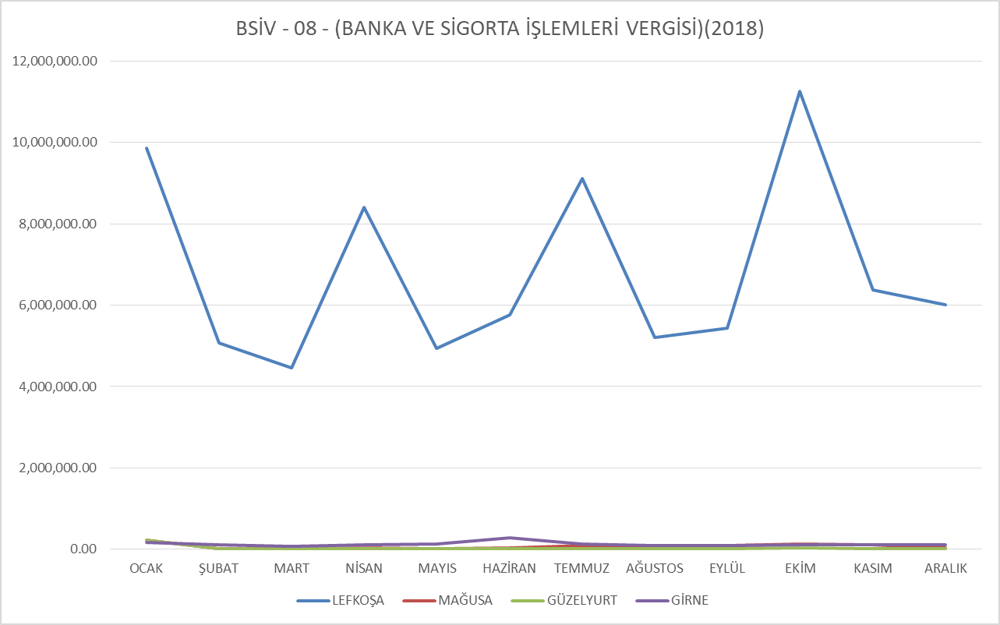 BSİV - 08 - (BANKA VE SİGORTA İŞLEMLERİ VERGİSİ)(2018)
12,000,000.00
10,000,000.00
8,000,000.00
6,000,000.00
4,000,000.00
2,000,000.00
0.00
OCAK ŞUBAT MART NİSAN MAYIS HAZİRAN TEMMUZ AĞUSTOS EYLÜL EKİM KASIM ARALIK
LEFKOŞA MAĞUSA GÜZELYURT GİRNE